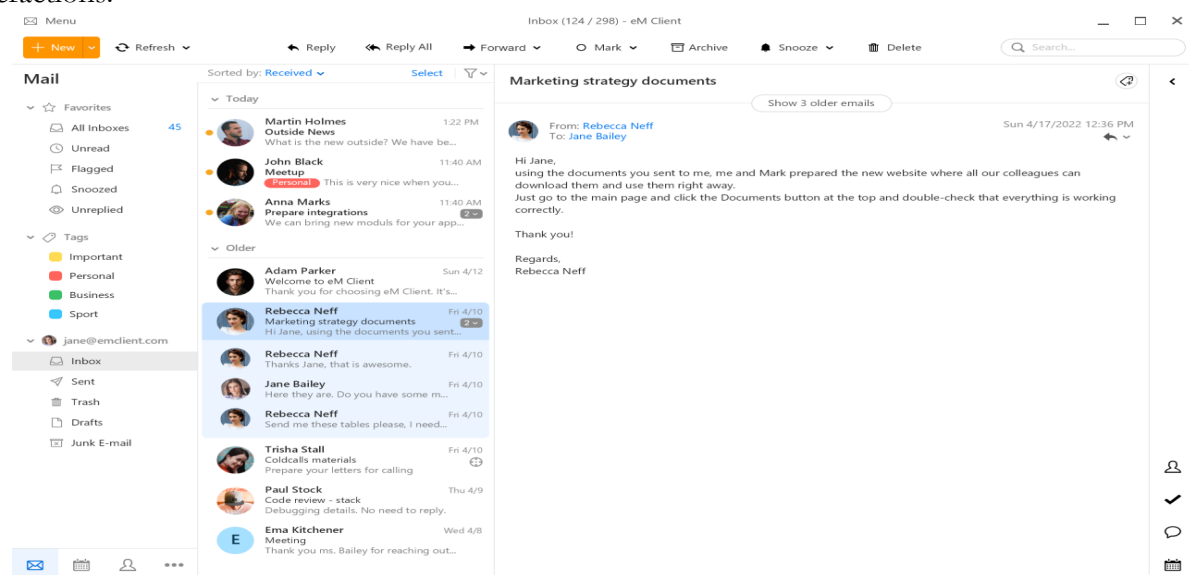 Menu
Inbox (124 / 298) - eM Client
New
Refresh
Reply
Reply All
Forward
Mark
Archive
Snooze
Delete
Search...
Mail
Favorites
All Inboxes 45
Unread
Flagged
Snoozed
Unreplied
Tags
Important
Personal
Business
Sport
jane@emclient.com
Inbox
Sent
Trash
Drafts
Junk E-mail
Sorted by: Received
Select
Today
Martin Holmes 1:22 PM
Outside News
What is the new outside? We have be...
John Black 11:40 AM
Meetup
Personal This is very nice when you...
Anna Marks 11:40 AM
Prepare integrations 2
We can bring new moduls for your app...
Older
Adam Parker Sun 4/12
Welcome to eM Client
Thank you for choosing eM Client. It's...
Rebecca Neff Fri 4/10
Marketing strategy documents 2
Hi Jane, using the documents you sent...
Rebecca Neff Fri 4/10
Thanks Jane, that is awesome.
Jane Bailey Fri 4/10
Here they are. Do you have some m...
Rebecca Neff Fri 4/10
Send me these tables please, I need...
Trisha Stall Fri 4/10
Coldcalls materials
Prepare your letters for calling
Paul Stock Thu 4/9
Code review - stack
Debugging details. No need to reply.
E
Ema Kitchener Wed 4/8
Meeting
Thank you ms. Bailey for reaching out...
Marketing strategy documents
Show 3 older emails
From: Rebecca Neff Sun 4/17/2022 12:36 PM
To: Jane Bailey
Hi Jane,
using the documents you sent to me, me and Mark prepared the new website where all our colleagues can
download them and use them right away.
Just go to the main page and click the Documents button at the top and double-check that everything is working
correctly.
Thank you!
Regards,
Rebecca Neff